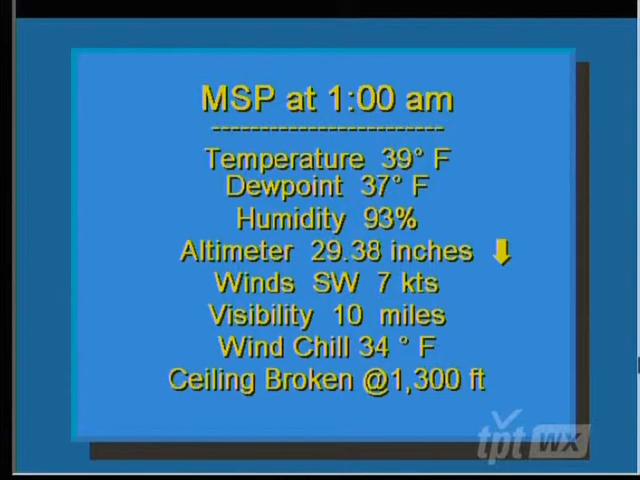 MSP at 1:00 am
------------------------
Temperature 39° F
Dewpoint 37° F
Humidity 93%
Altimeter 29.38 inches ⬇
Winds SW 7 kts
Visibility 10 miles
Wind Chill 34 ° F
Ceiling Broken @1,300 ft
tpt WX